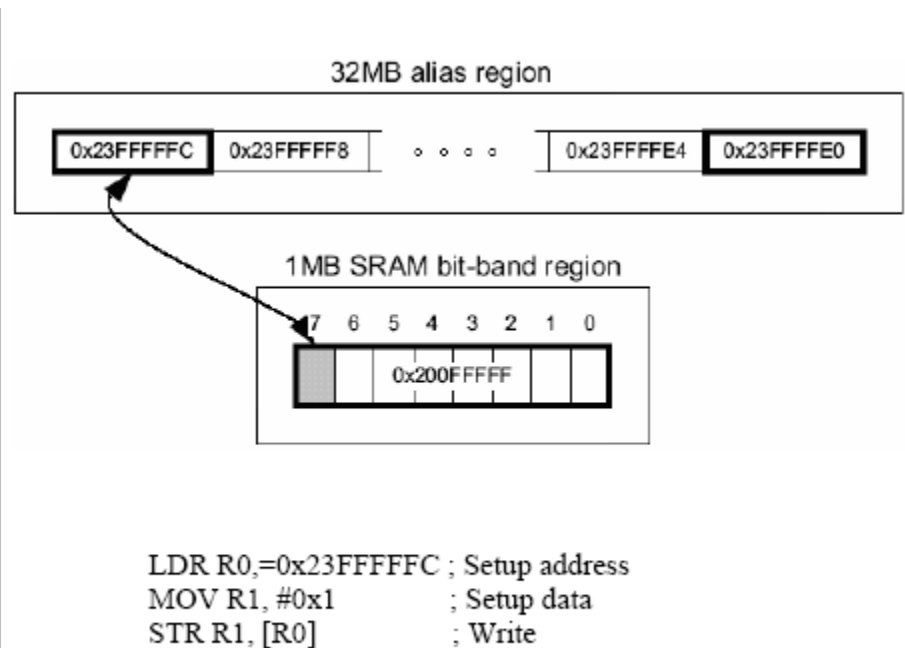 32MB alias region
0x23FFFFFC 0x23FFFFF8 0x23FFFFE4 0x23FFFFE0
1MB SRAM bit-band region
7 6 5 4 3 2 1 0
0x200FFFFF
LDR R0,=0x23FFFFFC ; Setup address
MOV R1, #0x1 ; Setup data
STR R1, [R0] ; Write